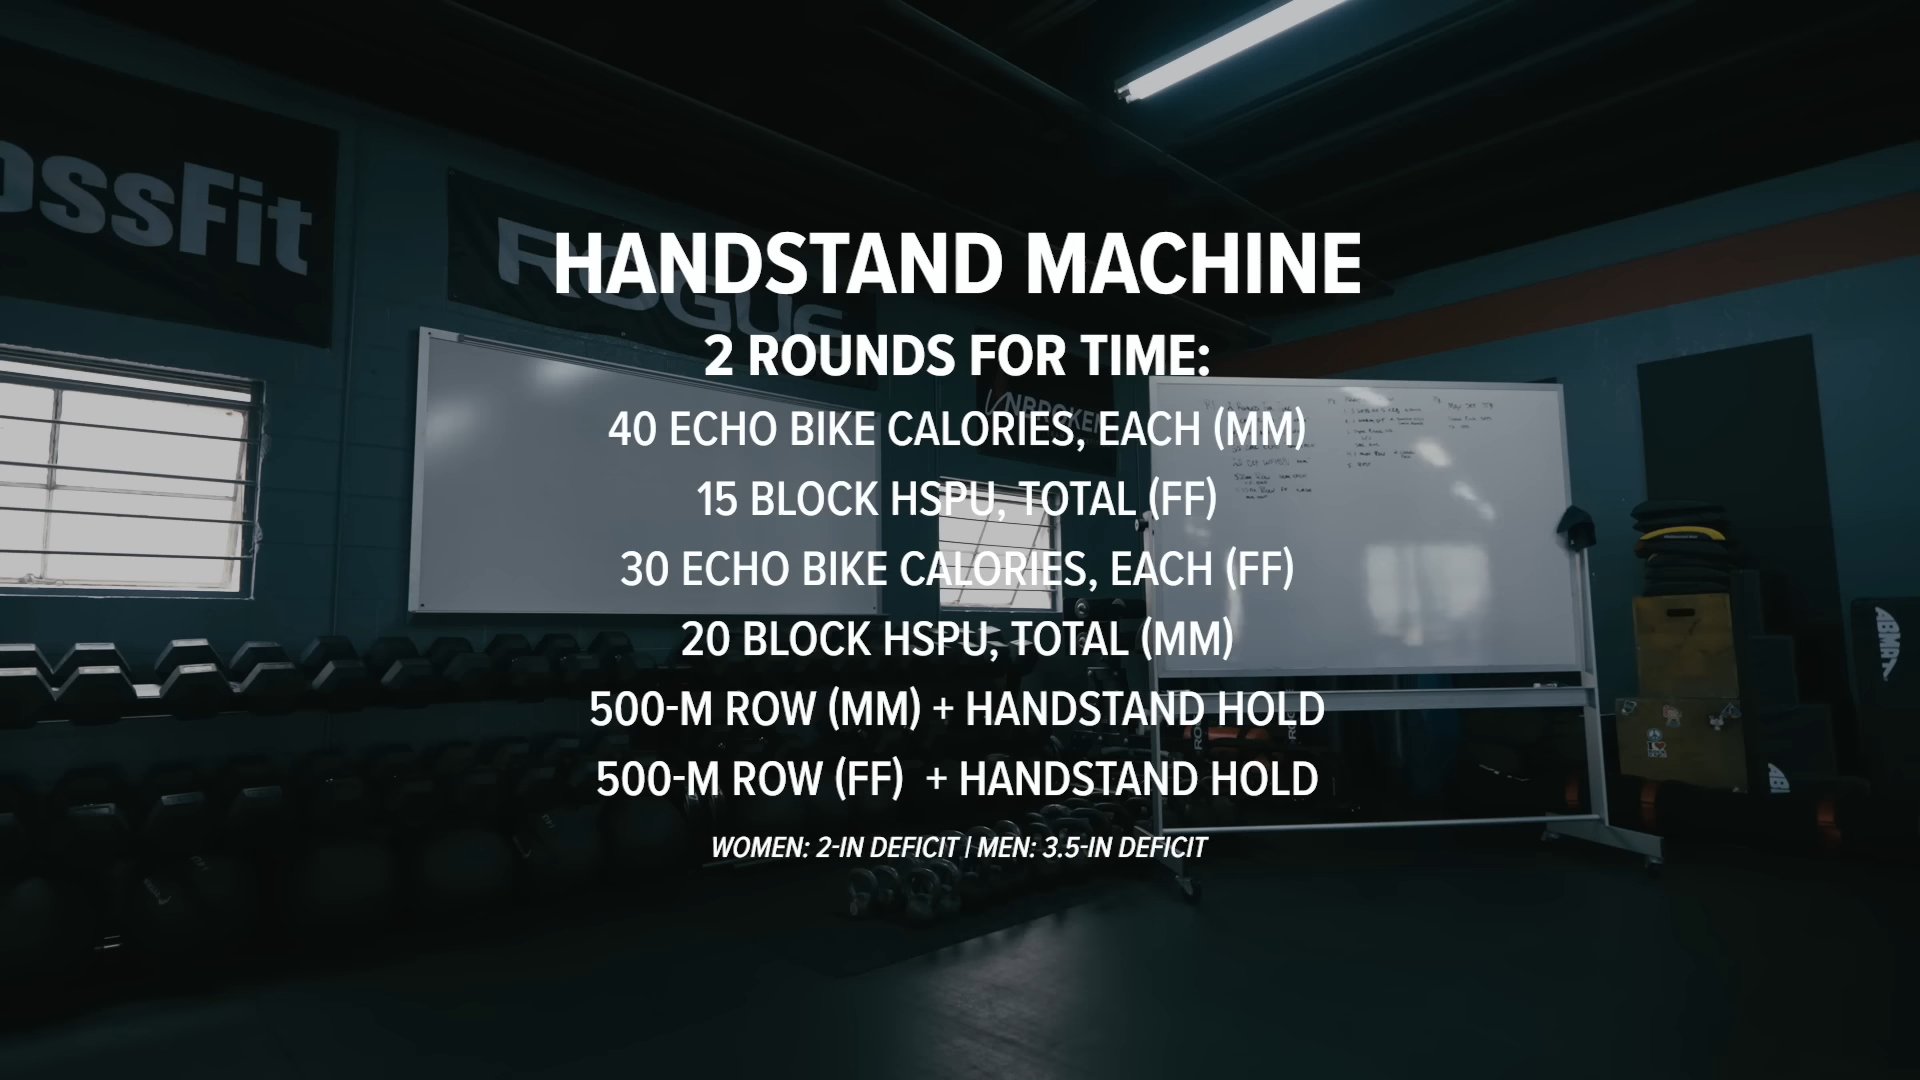 ossFit
ROGUE
HANDSTAND MACHINE
2 ROUNDS FOR TIME:
40 ECHO BIKE CALORIES, EACH (MM)
15 BLOCK HSPU, TOTAL (FF)
30 ECHO BIKE CALORIES, EACH (FF)
20 BLOCK HSPU, TOTAL (MM)
500-M ROW (MM) + HANDSTAND HOLD
500-M ROW (FF) + HANDSTAND HOLD
WOMEN: 2-IN DEFICIT | MEN: 3.5-IN DEFICIT